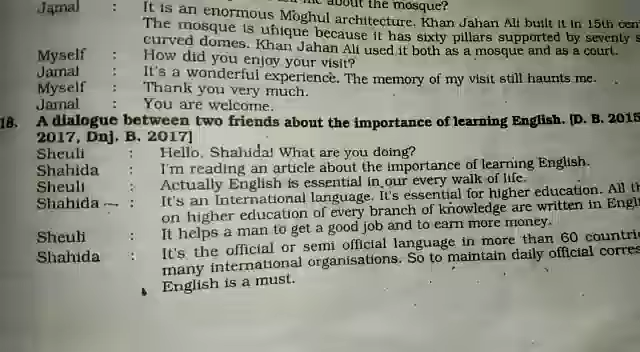 about the mosque?
Jamal : It is an enormous Moghul architecture. Khan Jahan Ali built it in 15th
The mosque is unique because it has sixty pillars supported by seventy
curved domes. Khan Jahan Ali used it both as a mosque and as a court.
Myself : How did you enjoy your visit?
Jamal : It's a wonderful experience. The memory of my visit still haunts me.
Myself : Thank you very much.
Jamal : You are welcome.
18. A dialogue between two friends about the importance of learning English. [D. B. 2015
2017, Dnj. B. 2017]
Sheuli : Hello, Shahida! What are you doing?
Shahida : I'm reading an article about the importance of learning English.
Sheuli : Actually English is essential in our every walk of life.
Shahida : It's an International language. It's essential for higher education. All
on higher education of every branch of knowledge are written in
Sheuli : It helps a man to get a good job and to earn more money.
Shahida : It's the official or semi official language in more than 60
many international organisations. So to maintain daily official
English is a must.